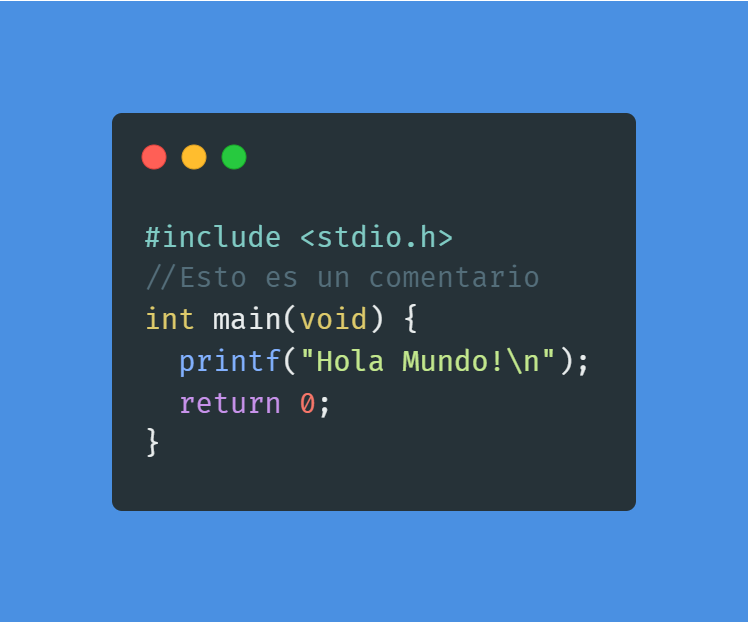 #include <stdio.h>
//Esto es un comentario
int main(void) {
  printf("Hola Mundo!\n");
  return 0;
}